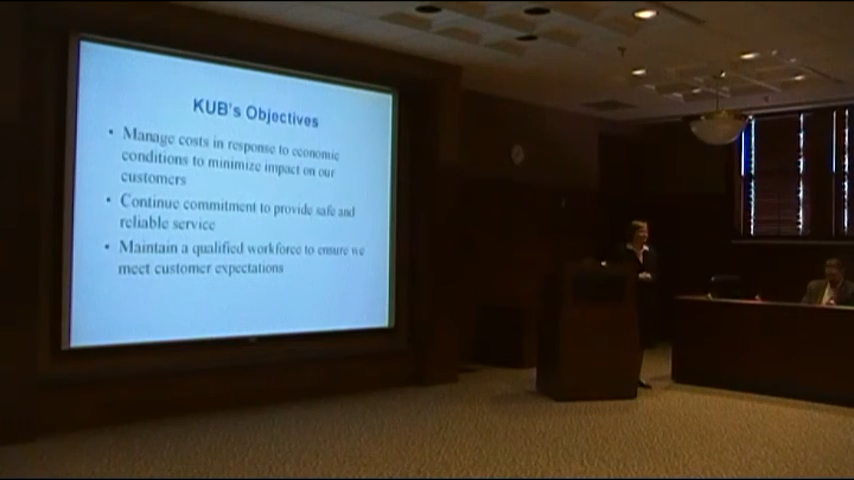 KUB's Objectives
• Manage costs in response to economic
conditions to minimize impact on our
customers
• Continue commitment to provide safe and
reliable service
• Maintain a qualified workforce to ensure we
meet customer expectations